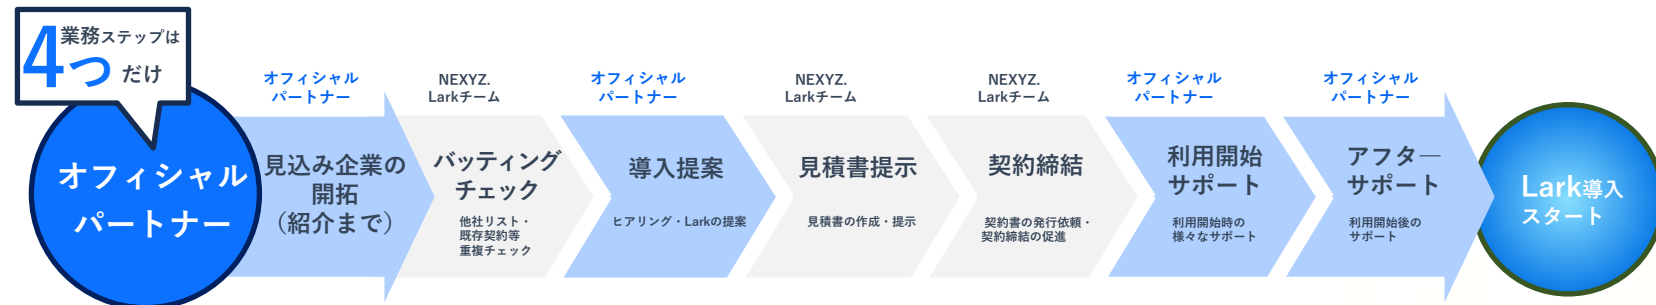 業務ステップは
4つ だけ
オフィシャル
パートナー
オフィシャル
パートナー
見込み企業の
開拓
（紹介まで）
NEXYZ.
Larkチーム
バッティング
チェック
他社リスト・
既存契約等
重複チェック
オフィシャル
パートナー
導入提案
ヒアリング・Larkの提案
NEXYZ.
Larkチーム
見積書提示
見積書の作成・提示
NEXYZ.
Larkチーム
契約締結
契約書の発行依頼・
契約締結の促進
オフィシャル
パートナー
利用開始
サポート
利用開始時の
様々なサポート
オフィシャル
パートナー
アフター
サポート
利用開始後の
サポート
Lark導入
スタート